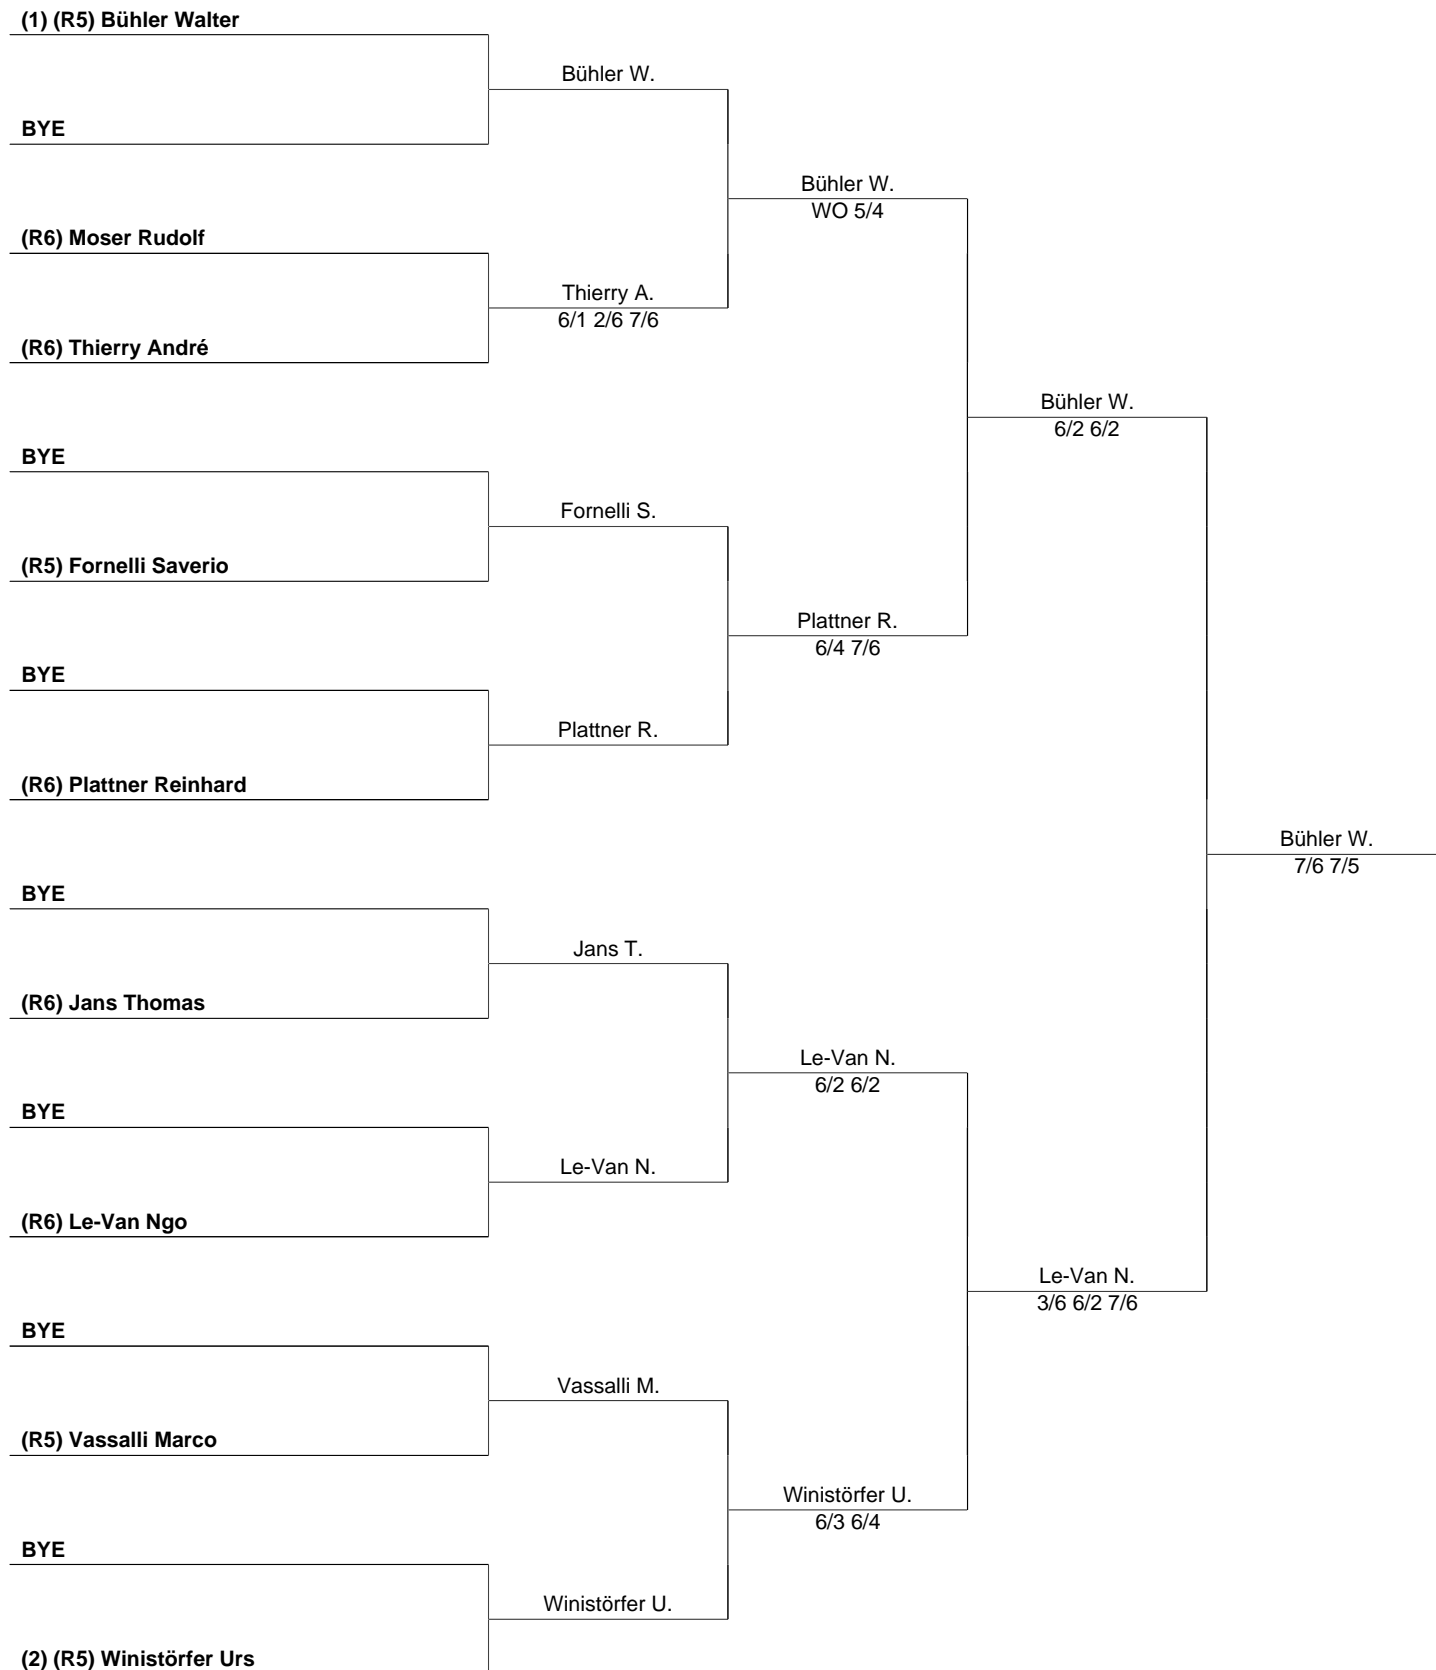 (1) (R5) Bühler Walter
Bühler W.
BYE
Bühler W.
WO 5/4
(R6) Moser Rudolf
Thierry A.
6/1 2/6 7/6
(R6) Thierry André
Bühler W.
6/2 6/2
BYE
Fornelli S.
(R5) Fornelli Saverio
Plattner R.
6/4 7/6
BYE
Plattner R.
(R6) Plattner Reinhard
Bühler W.
7/6 7/5
BYE
Jans T.
(R6) Jans Thomas
Le-Van N.
6/2 6/2
BYE
Le-Van N.
(R6) Le-Van Ngo
Le-Van N.
3/6 6/2 7/6
BYE
Vassalli M.
(R5) Vassalli Marco
Winistörfer U.
6/3 6/4
BYE
Winistörfer U.
(2) (R5) Winistörfer Urs